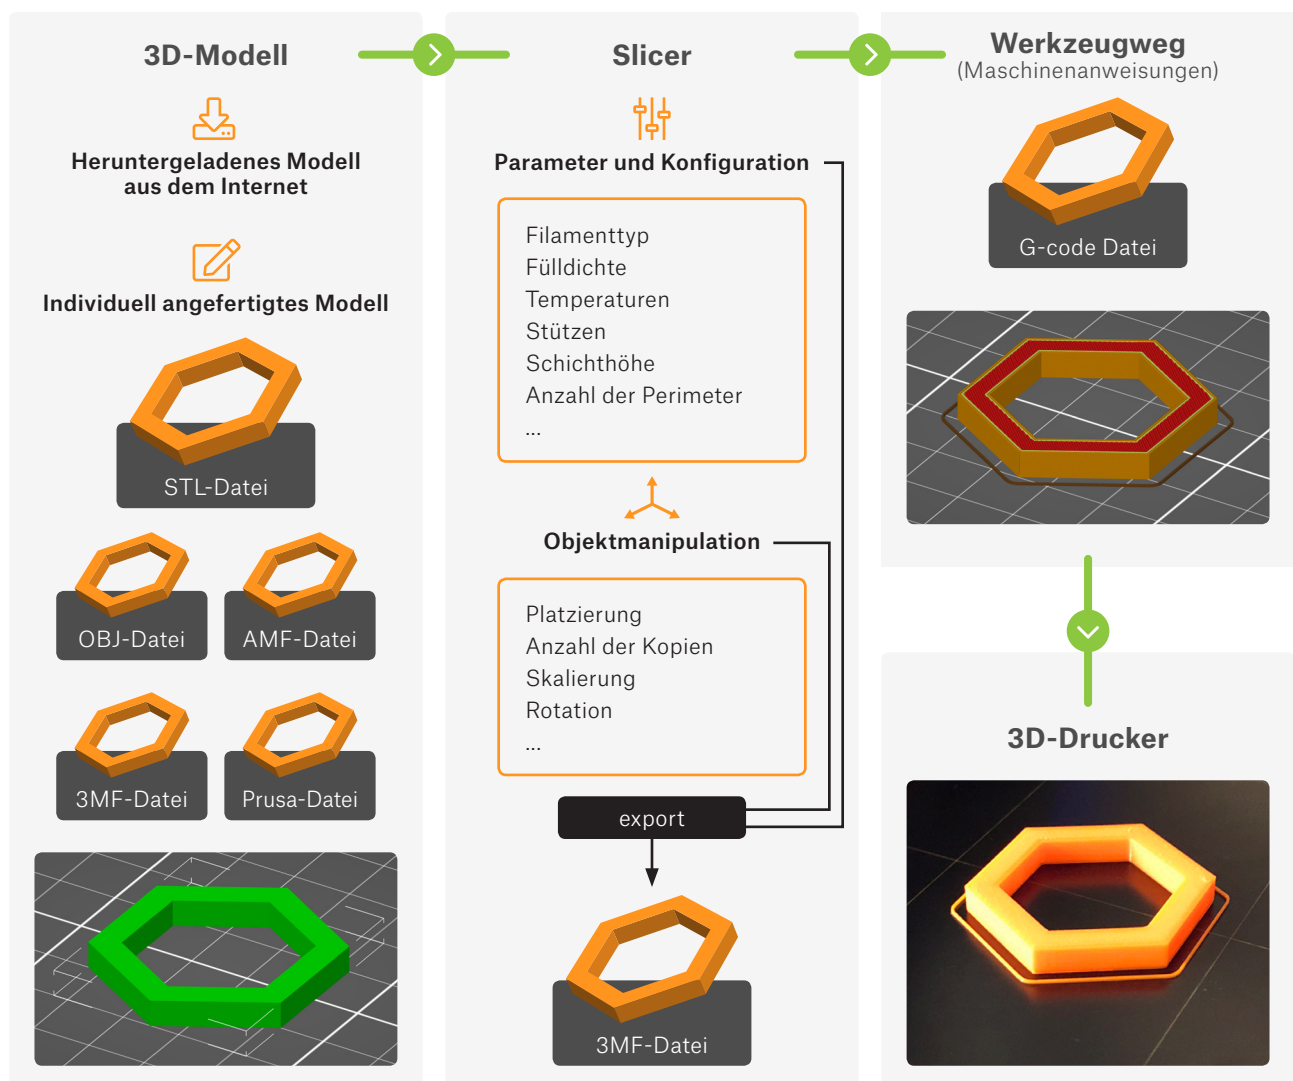 3D-Modell
Heruntergeladenes Modell
aus dem Internet
Individuell angefertigtes Modell
STL-Datei
OBJ-Datei
AMF-Datei
3MF-Datei
Prusa-Datei
Slicer
Parameter und Konfiguration
Filamenttyp
Fülldichte
Temperaturen
Stützen
Schichthöhe
Anzahl der Perimeter
...
Objektmanipulation
Platzierung
Anzahl der Kopien
Skalierung
Rotation
...
export
3MF-Datei
Werkzeugweg
(Maschinenanweisungen)
G-code Datei
3D-Drucker